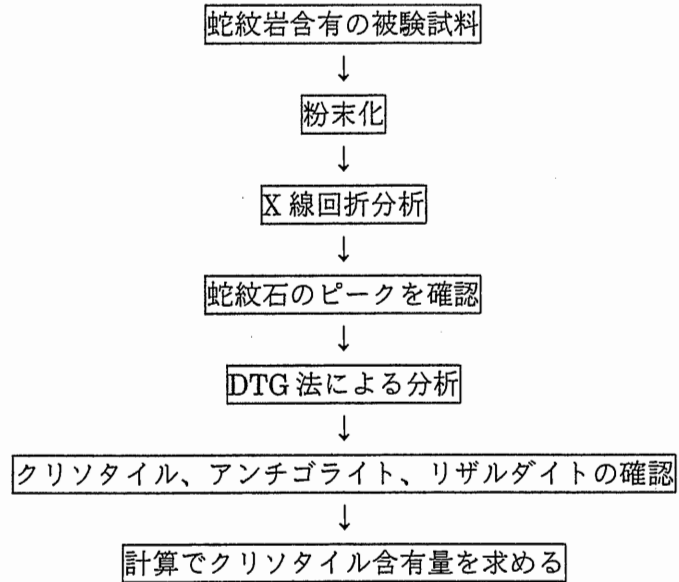 蛇紋岩含有の被験試料
↓
粉末化
↓
X 線回折分析
↓
蛇紋石のピークを確認
↓
DTG 法による分析
↓
クリソタイル、アンチゴライト、リザルダイトの確認
↓
計算でクリソタイル含有量を求める